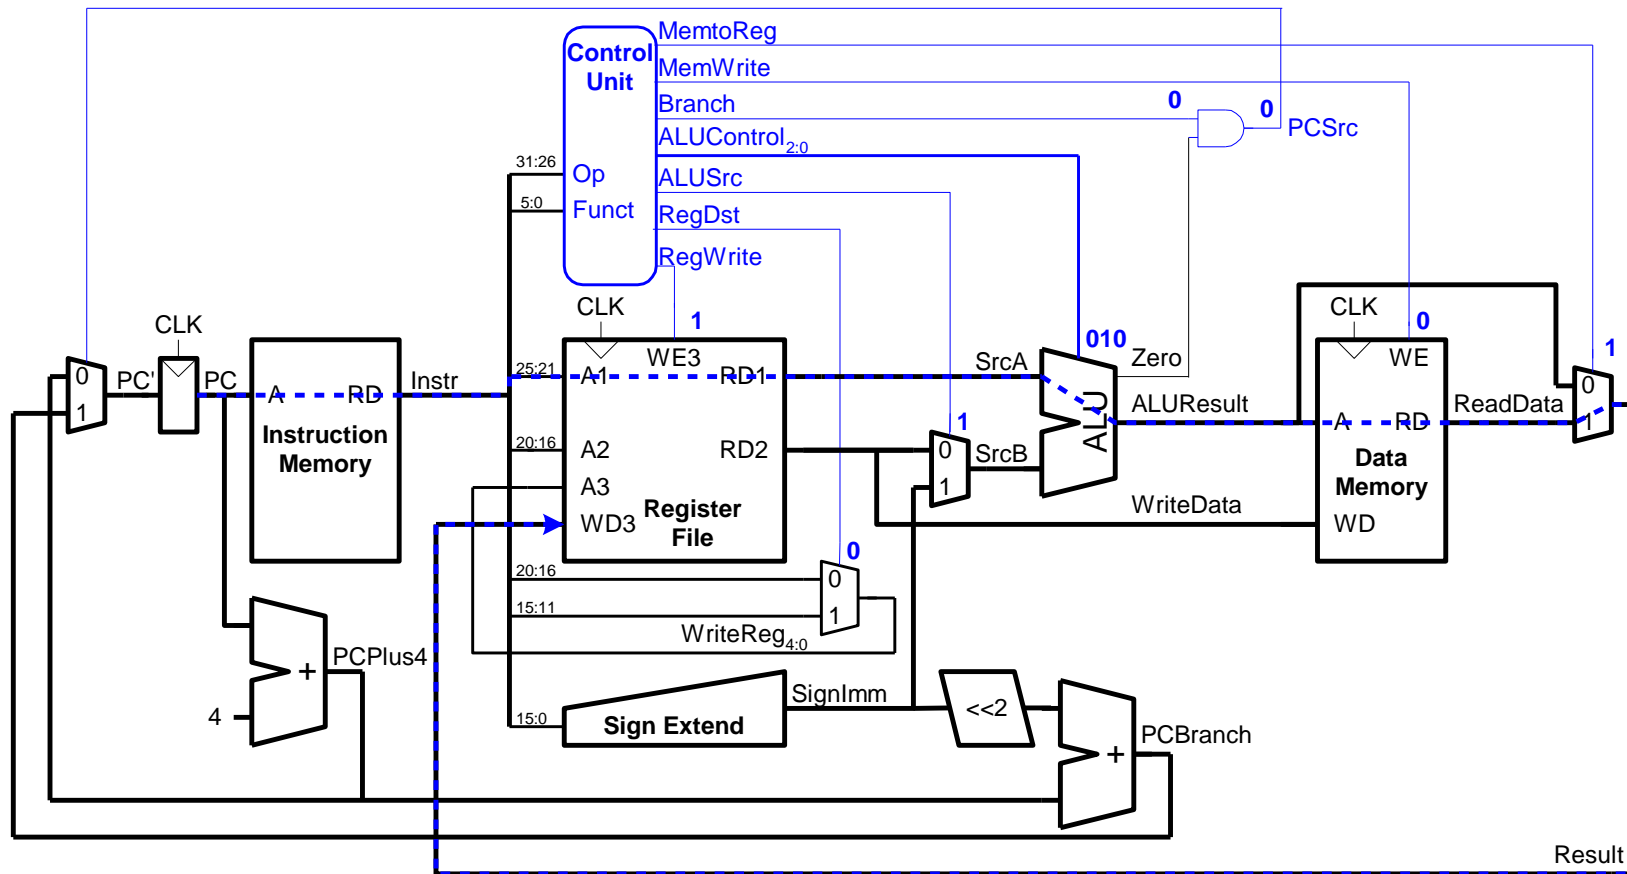 MemtoReg
Control
Unit
MemWrite
Branch
0
0
PCSrc
ALUControl2:0
31:26
Op
ALUSrc
5:0
Funct
RegDst
RegWrite
CLK
CLK
CLK
1
010
0
1
WE3
Zero
WE
0
PC'
PC
A
RD
Instr
25:21
A1
RD1
SrcA
0
1
Instruction
Memory
ALU
ALUResult
A
RD
ReadData
1
1
20:16
A2
RD2
0
SrcB
Data
Memory
A3
1
Register
File
WriteData
WD3
WD
0
20:16
0
15:11
1
WriteReg4:0
PCPlus4
+
4
SignImm
15:0
Sign Extend
<<2
PCBranch
+
Result